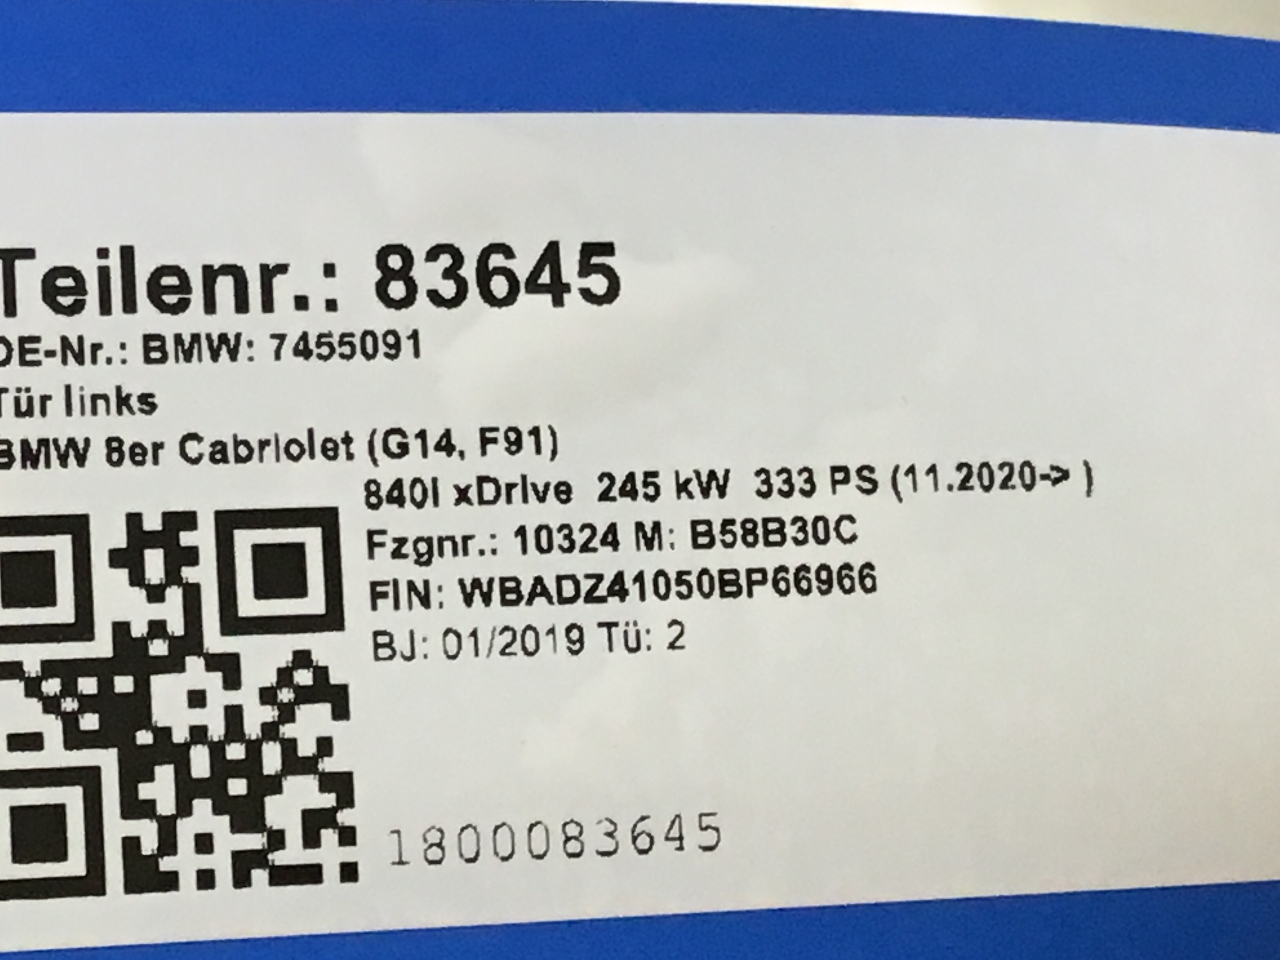 Teilenr.: 83645
OE-Nr.: BMW: 7455091
Tür links
BMW 8er Cabriolet (G14, F91)
840i xDrive 245 kW 333 PS (11.2020-> )
Fzgnr.: 10324 M: B58B30C
FIN: WBADZ41050BP66966
BJ: 01/2019 Tü: 2
1800083645